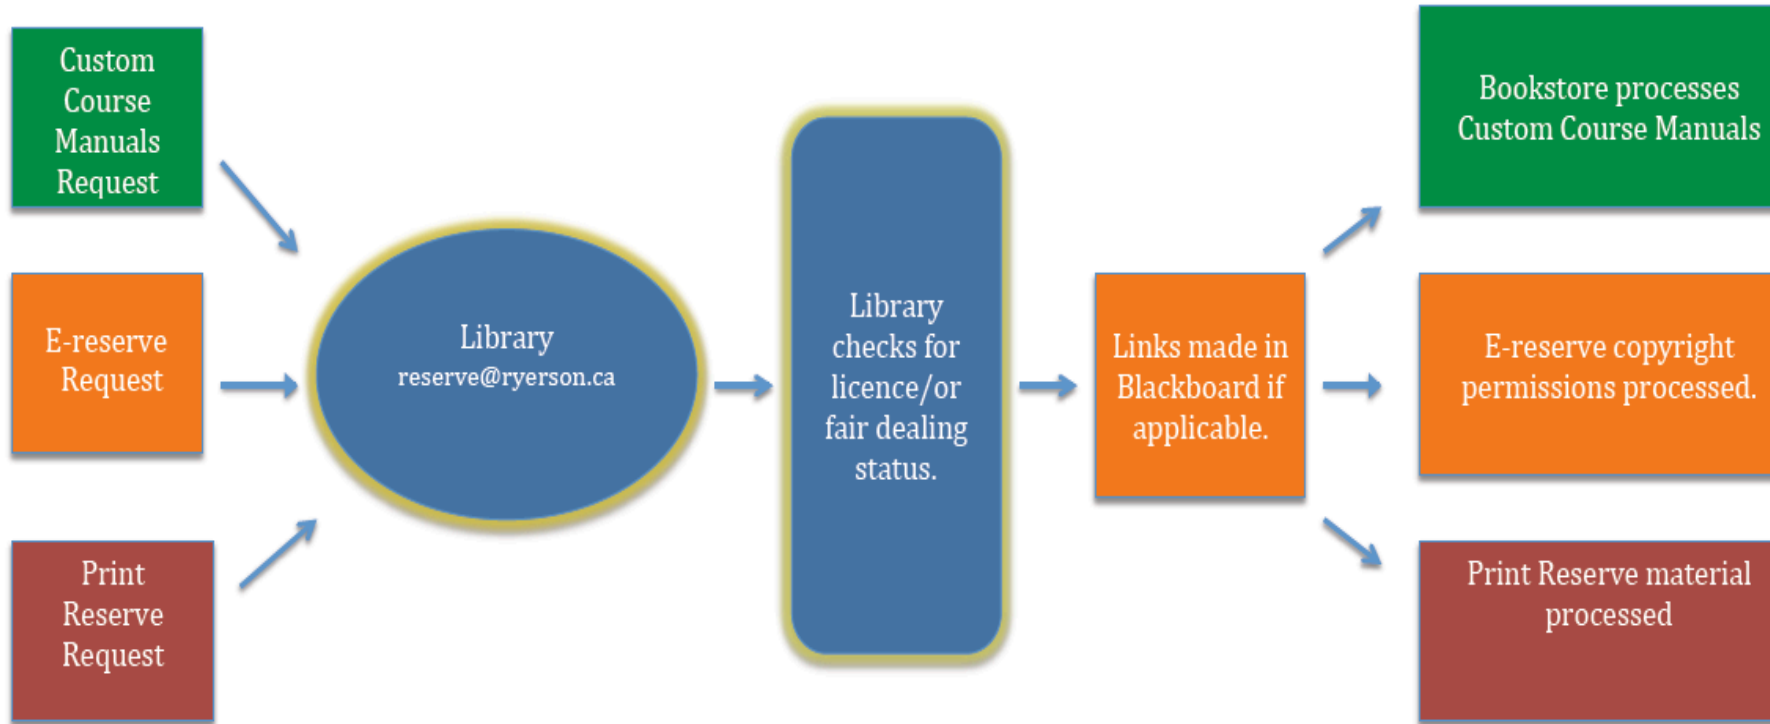 Custom
Course
Manuals
Request
E-reserve
Request
Print
Reserve
Request
Library
reserve@ryerson.ca
Library
checks for
licence/or
fair dealing
status.
Links made in
Blackboard if
applicable.
Bookstore processes
Custom Course Manuals
E-reserve copyright
permissions processed.
Print Reserve material
processed